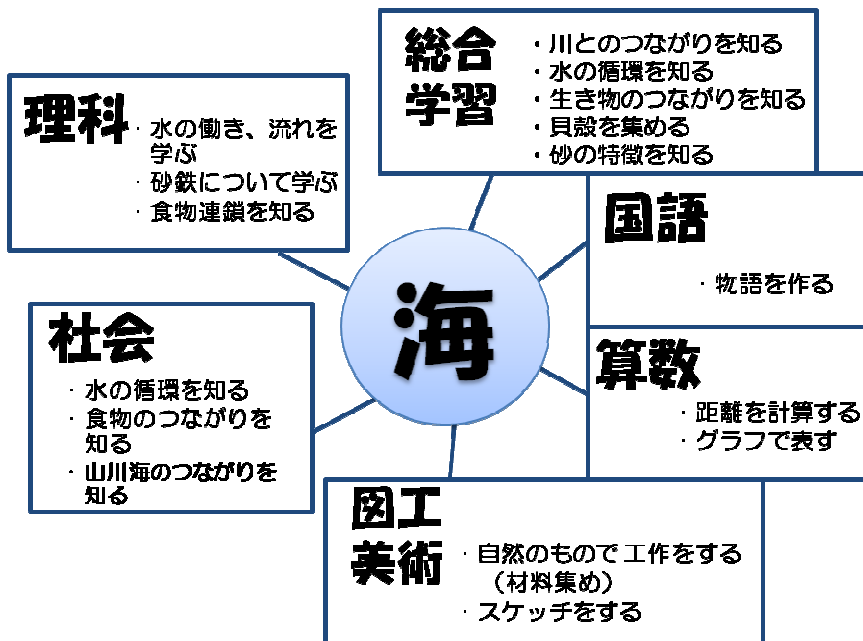 総合
学習
・川とのつながりを知る
・水の循環を知る
・生き物のつながりを知る
・貝殻を集める
・砂の特徴を知る
理科
・水の働き、流れを
学ぶ
・砂鉄について学ぶ
・食物連鎖を知る
国語
・物語を作る
海
社会
・水の循環を知る
・食物のつながりを
知る
・山川海のつながりを
知る
算数
・距離を計算する
・グラフで表す
図工
美術
・自然のもので工作をする
（材料集め）
・スケッチをする